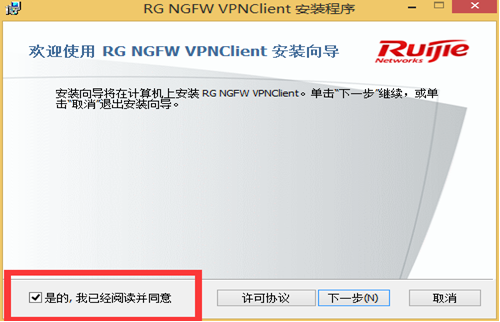 RG NGFW VPNClient 安装程序
欢迎使用 RG NGFW VPNClient 安装向导
Ruijie
Networks
安装向导将在计算机上安装 RG NGFW VPNClient。单击“下一步”继续，或单
击“取消”退出安装向导。
是的, 我已经阅读并同意
许可协议
下一步(N)
取消